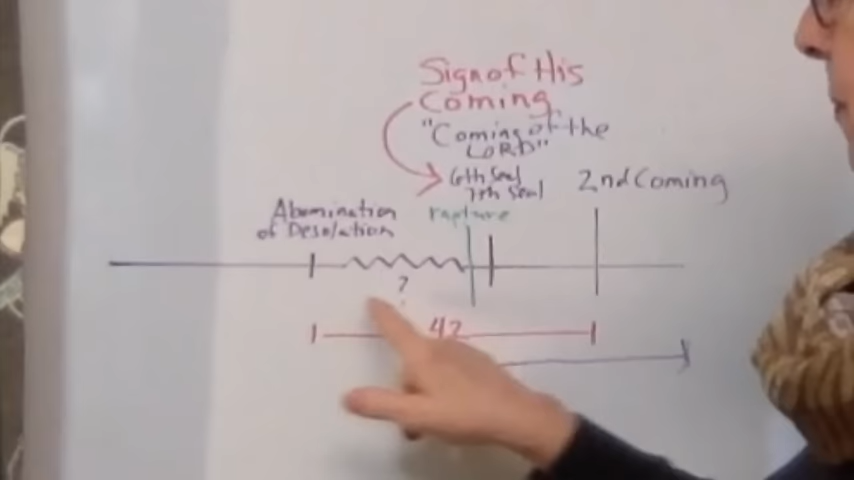 Sign of His
Coming
"Coming of the
LORD"
6th Seal
7th Seal
2nd Coming
Abomination
of Desolation
rapture
?
42